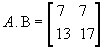 A.B = [ 7 7
13 17 ]